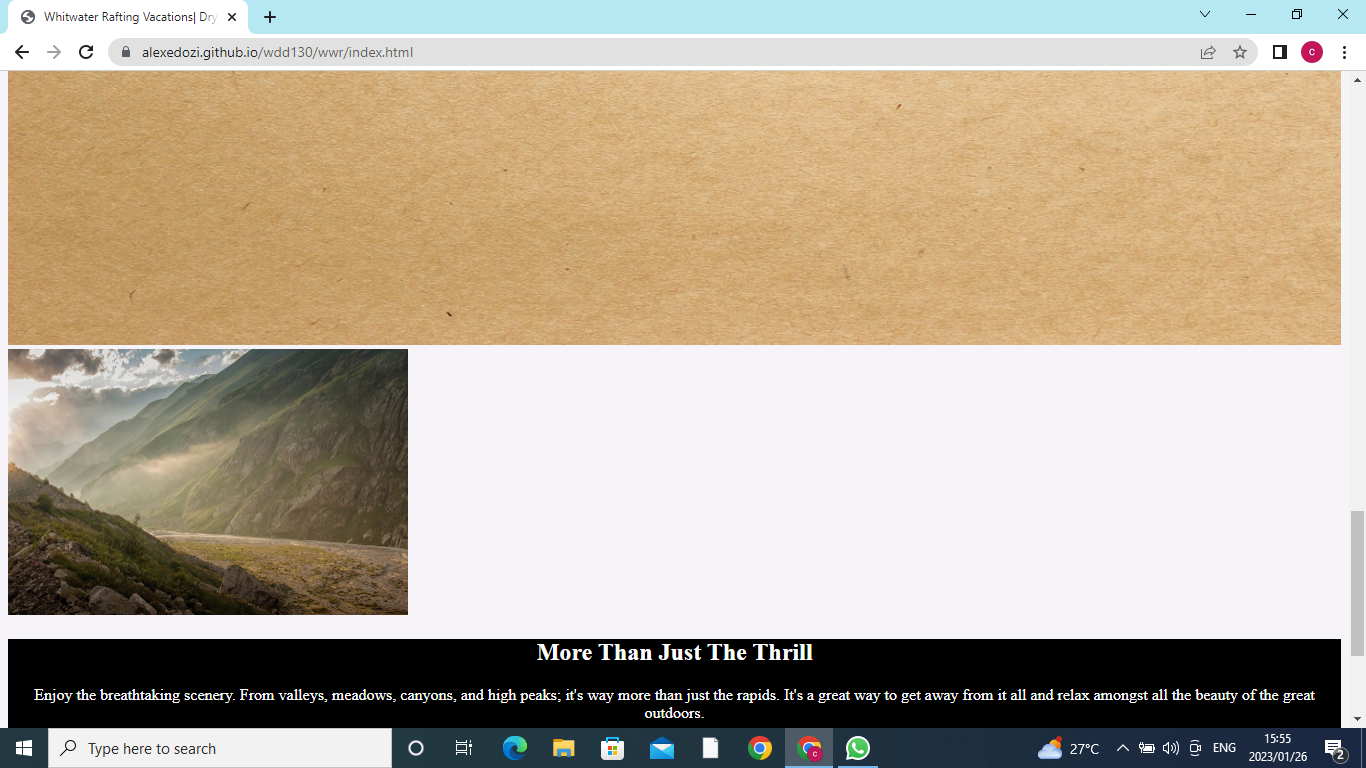 Whitwater Rafting Vacations| Dry
alexedozi.github.io/wdd130/wwr/index.html
c
More Than Just The Thrill
Enjoy the breathtaking scenery. From valleys, meadows, canyons, and high peaks; it's way more than just the rapids. It's a great way to get away from it all and relax amongst all the beauty of the great
outdoors.
Type here to search
c
27°C
ENG
15:55
2023/01/26
2